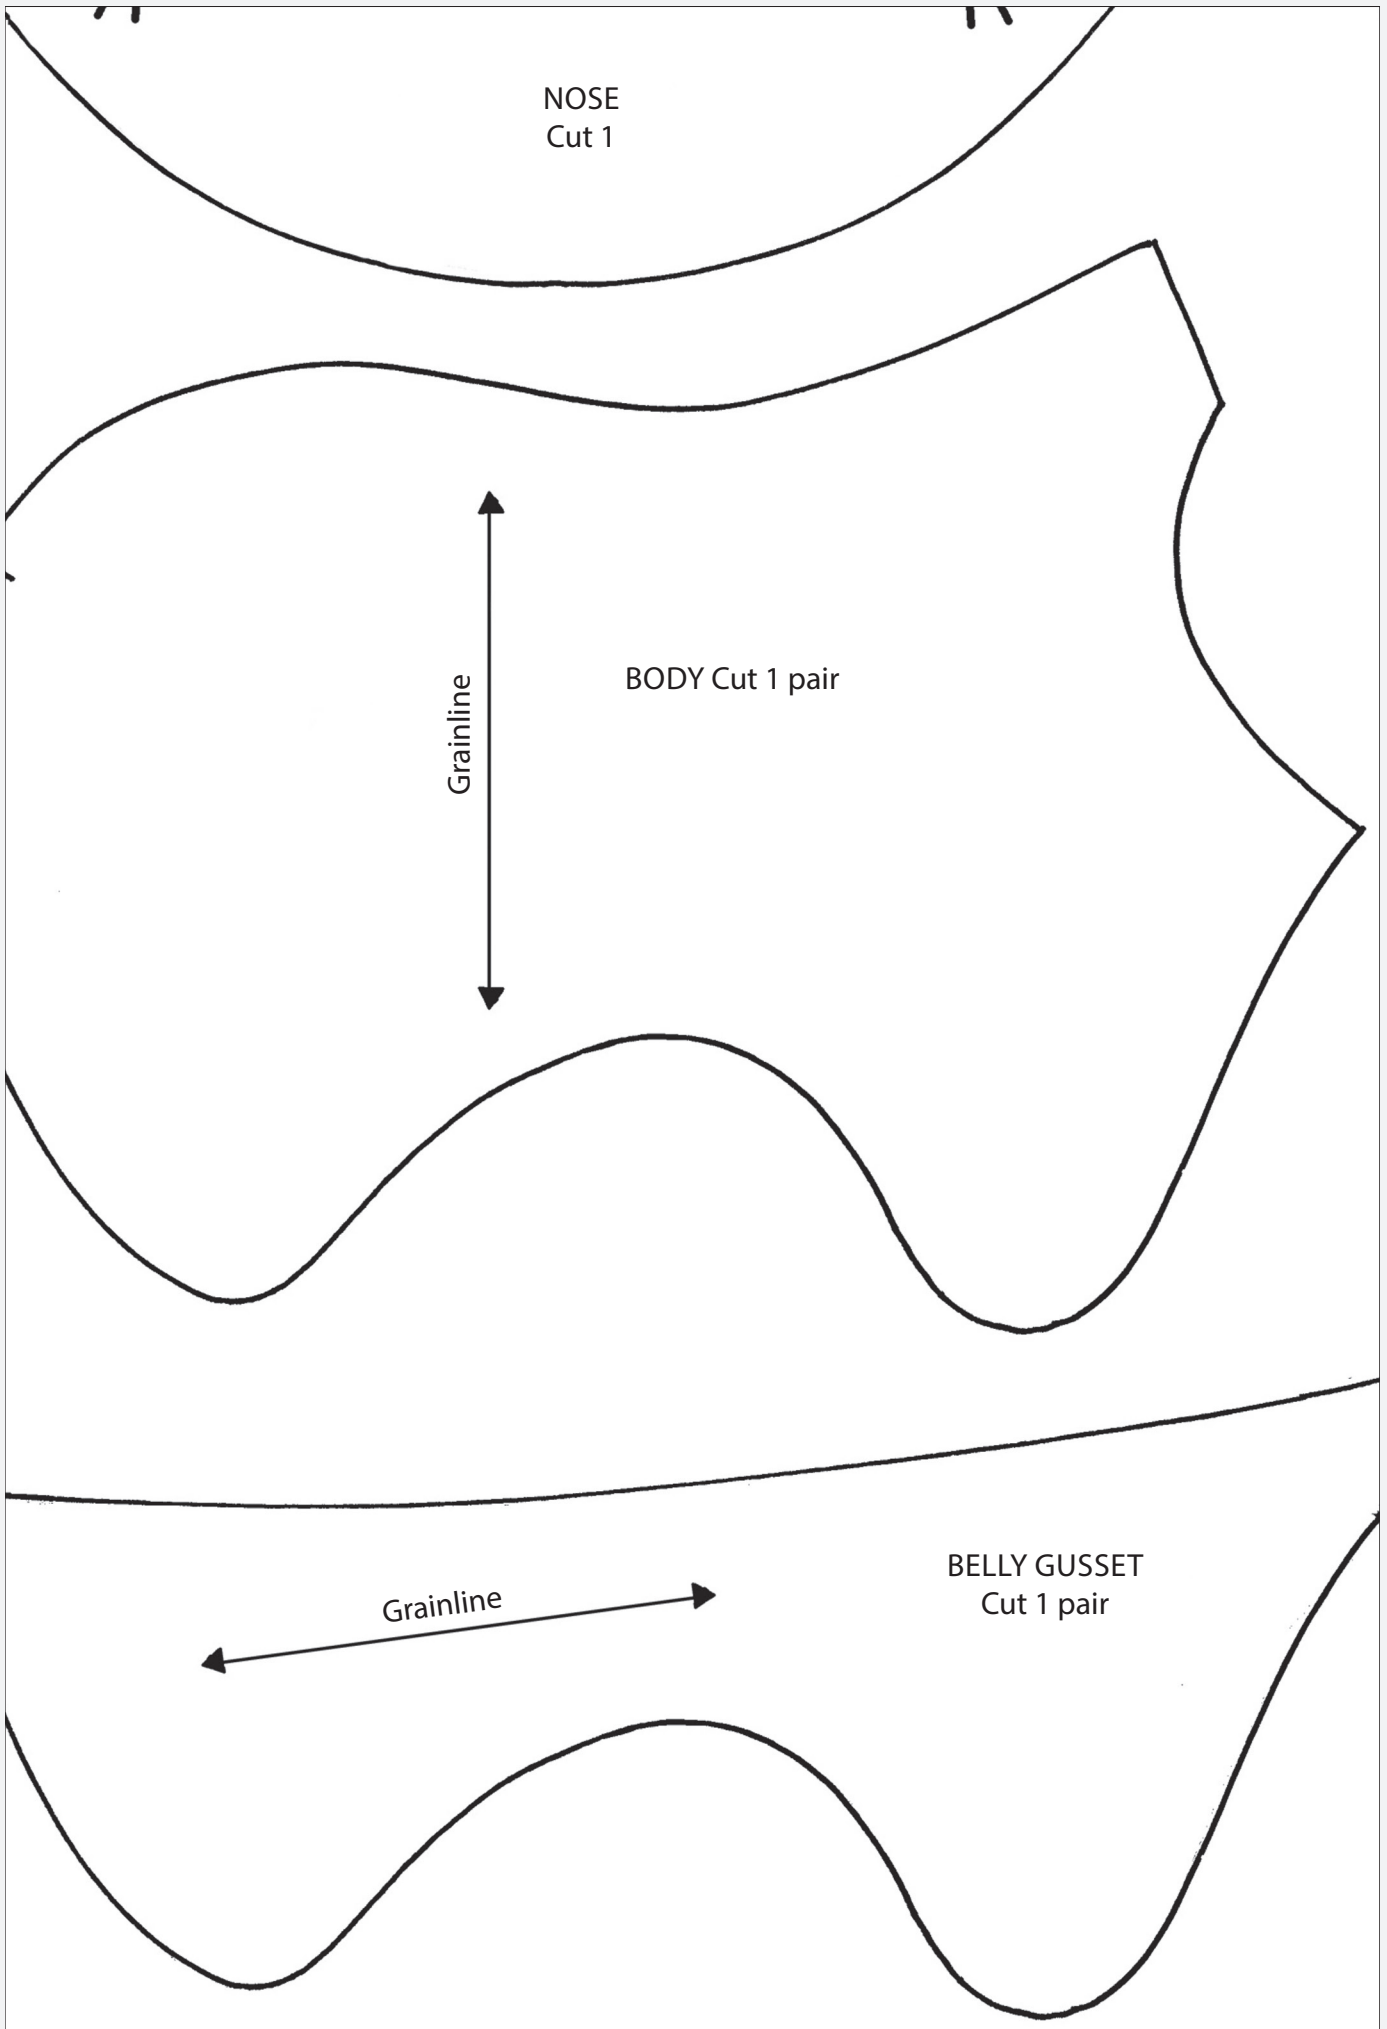 NOSE
Cut 1
Grainline
BODY Cut 1 pair
Grainline
BELLY GUSSET
Cut 1 pair